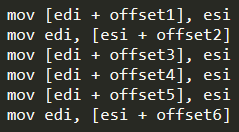 mov [edi + offset1], esi
mov edi, [esi + offset2]
mov [edi + offset3], esi
mov [edi + offset4], esi
mov [edi + offset5], esi
mov edi, [esi + offset6]